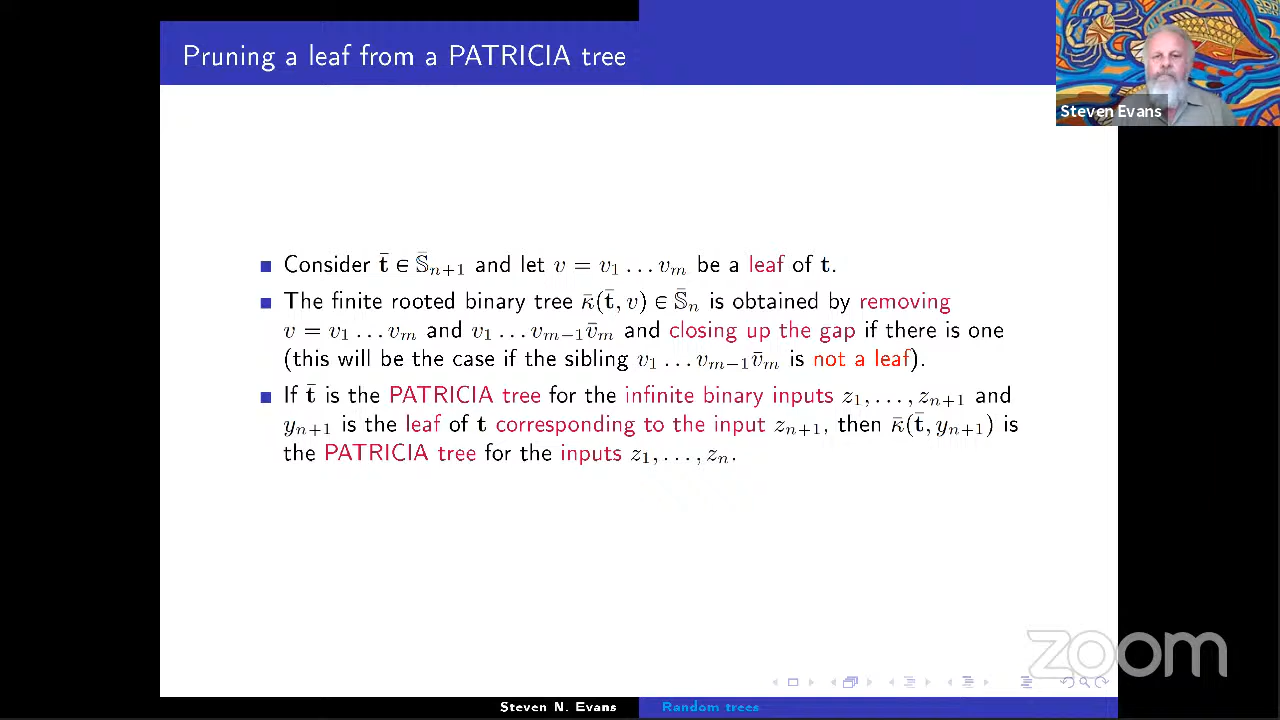 Pruning a leaf from a PATRICIA tree
Steven Evans
Consider t̄ ∈ S̄ₙ₊₁ and let v = v₁ … vₘ be a leaf of t.
The finite rooted binary tree κ̄(t̄, v) ∈ S̄ₙ is obtained by removing
v = v₁ … vₘ and v₁ … vₘ₋₁v̄ₘ and closing up the gap if there is one
(this will be the case if the sibling v₁ … vₘ₋₁v̄ₘ is not a leaf).
If t̄ is the PATRICIA tree for the infinite binary inputs z₁, …, zₙ₊₁ and
yₙ₊₁ is the leaf of t corresponding to the input zₙ₊₁, then κ̄(t̄, yₙ₊₁) is
the PATRICIA tree for the inputs z₁, …, zₙ.
zoom
Steven N. Evans
Random trees